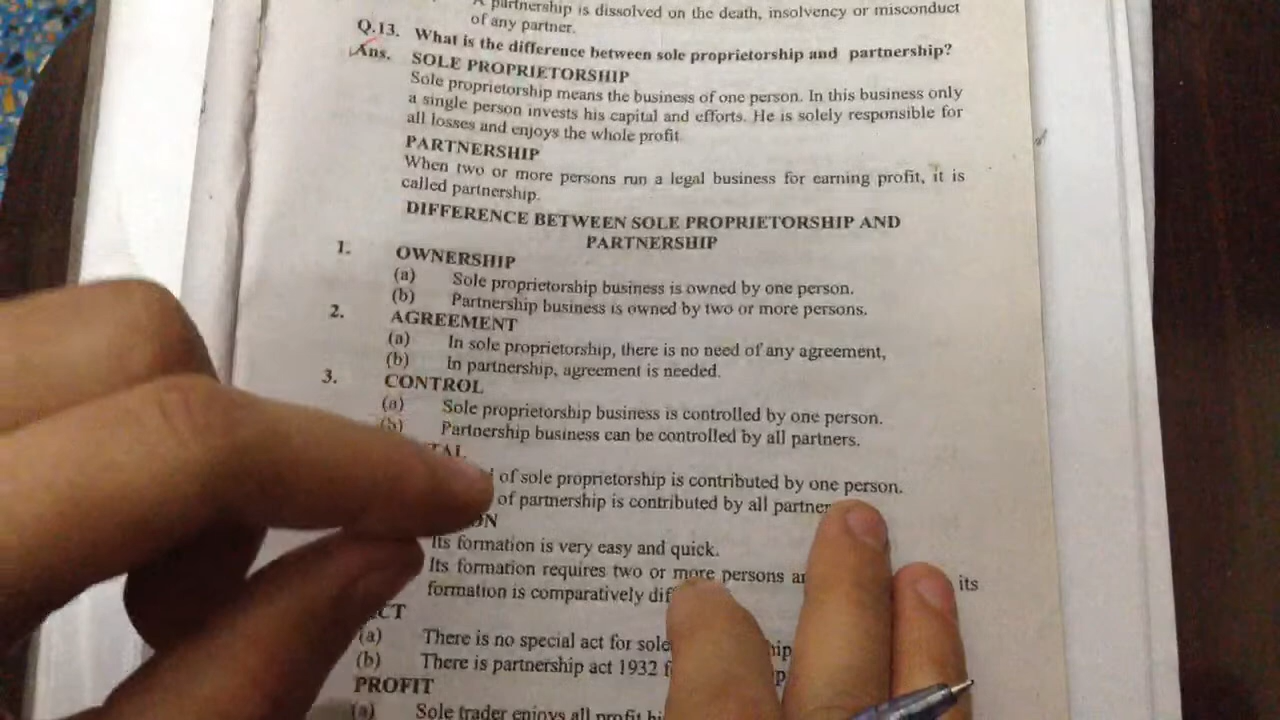 A partnership is dissolved on the death, insolvency or misconduct
of any partner.
Q.13. What is the difference between sole proprietorship and partnership?
Ans. SOLE PROPRIETORSHIP
Sole proprietorship means the business of one person. In this business only
a single person invests his capital and efforts. He is solely responsible for
all losses and enjoys the whole profit
PARTNERSHIP
When two or more persons run a legal business for earning profit, it is
called partnership.
DIFFERENCE BETWEEN SOLE PROPRIETORSHIP AND
PARTNERSHIP
1. OWNERSHIP
(a) Sole proprietorship business is owned by one person.
(b) Partnership business is owned by two or more persons.
2. AGREEMENT
(a) In sole proprietorship, there is no need of any agreement,
(b) In partnership, agreement is needed.
3. CONTROL
(a) Sole proprietorship business is controlled by one person.
(b) Partnership business can be controlled by all partners.
of sole proprietorship is contributed by one person.
of partnership is contributed by all
Its formation is very easy and quick.
Its formation requires two or more persons its
formation is comparatively
(a) There is no special act for sole
(b) There is partnership act 1932
PROFIT
(a) Sole trader enjoys all profit